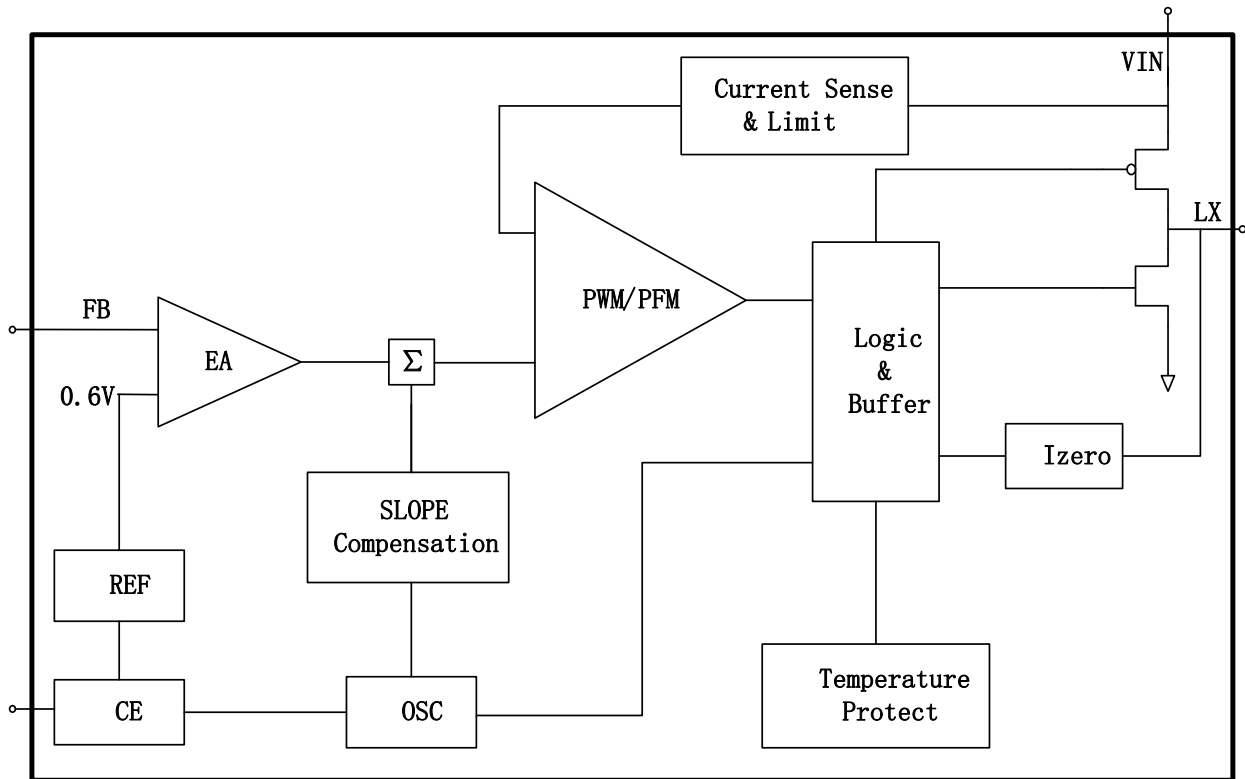 VIN
Current Sense
& Limit
LX
PWM/PFM
FB
EA
Σ
Logic
&
Buffer
0.6V
Izero
SLOPE
Compensation
REF
Temperature
Protect
CE
OSC